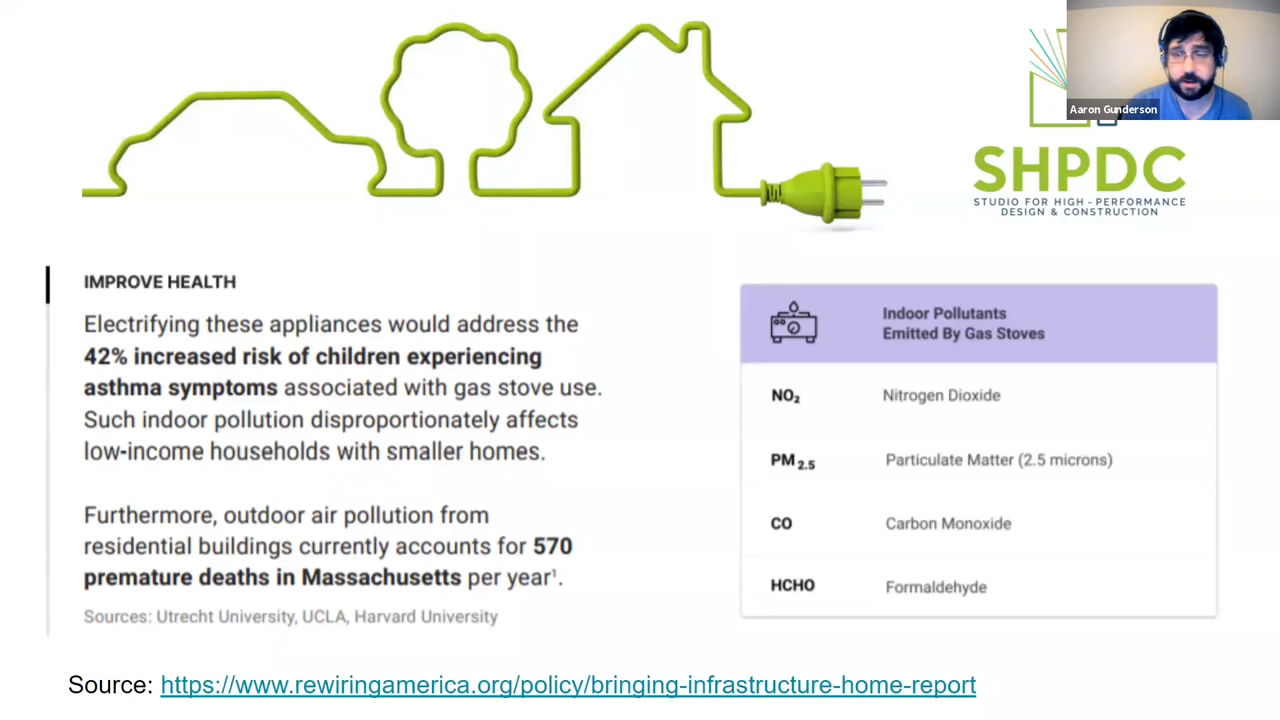 Aaron Gunderson
SHPDC
STUDIO FOR HIGH-PERFORMANCE
DESIGN & CONSTRUCTION
IMPROVE HEALTH
Electrifying these appliances would address the
42% increased risk of children experiencing
asthma symptoms associated with gas stove use.
Such indoor pollution disproportionately affects
low-income households with smaller homes.
Furthermore, outdoor air pollution from
residential buildings currently accounts for 570
premature deaths in Massachusetts per year¹.
Sources: Utrecht University, UCLA, Harvard University
Indoor Pollutants
Emitted By Gas Stoves
NO₂ Nitrogen Dioxide
PM 2.5 Particulate Matter (2.5 microns)
CO Carbon Monoxide
HCHO Formaldehyde
Source: https://www.rewiringamerica.org/policy/bringing-infrastructure-home-report